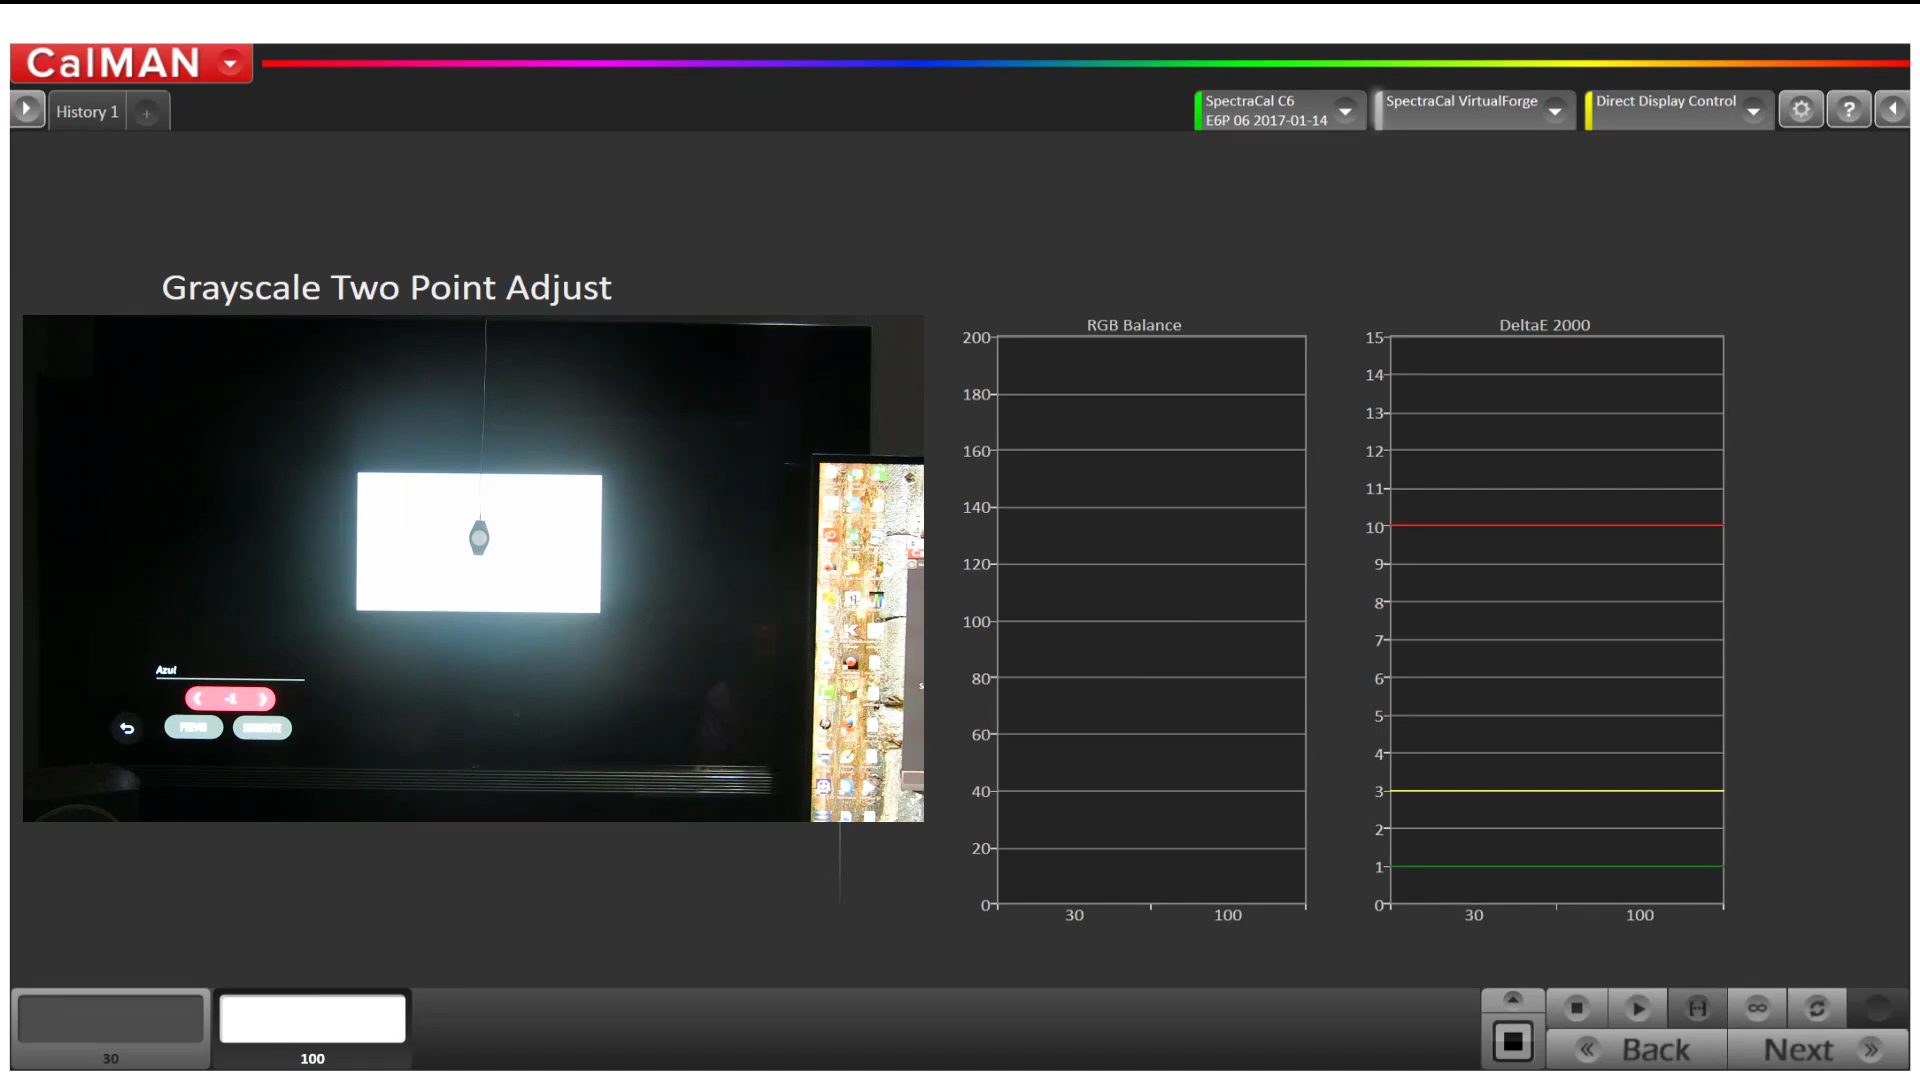 CalMAN
History 1
SpectraCal C6
E6P 06 2017-01-14
SpectraCal VirtualForge
Direct Display Control
?
Grayscale Two Point Adjust
Azul
-1
RGB Balance
200
180
160
140
120
100
80
60
40
20
0
30 100
DeltaE 2000
15
14
13
12
11
10
9
8
7
6
5
4
3
2
1
0
30 100
30
100
Back
Next